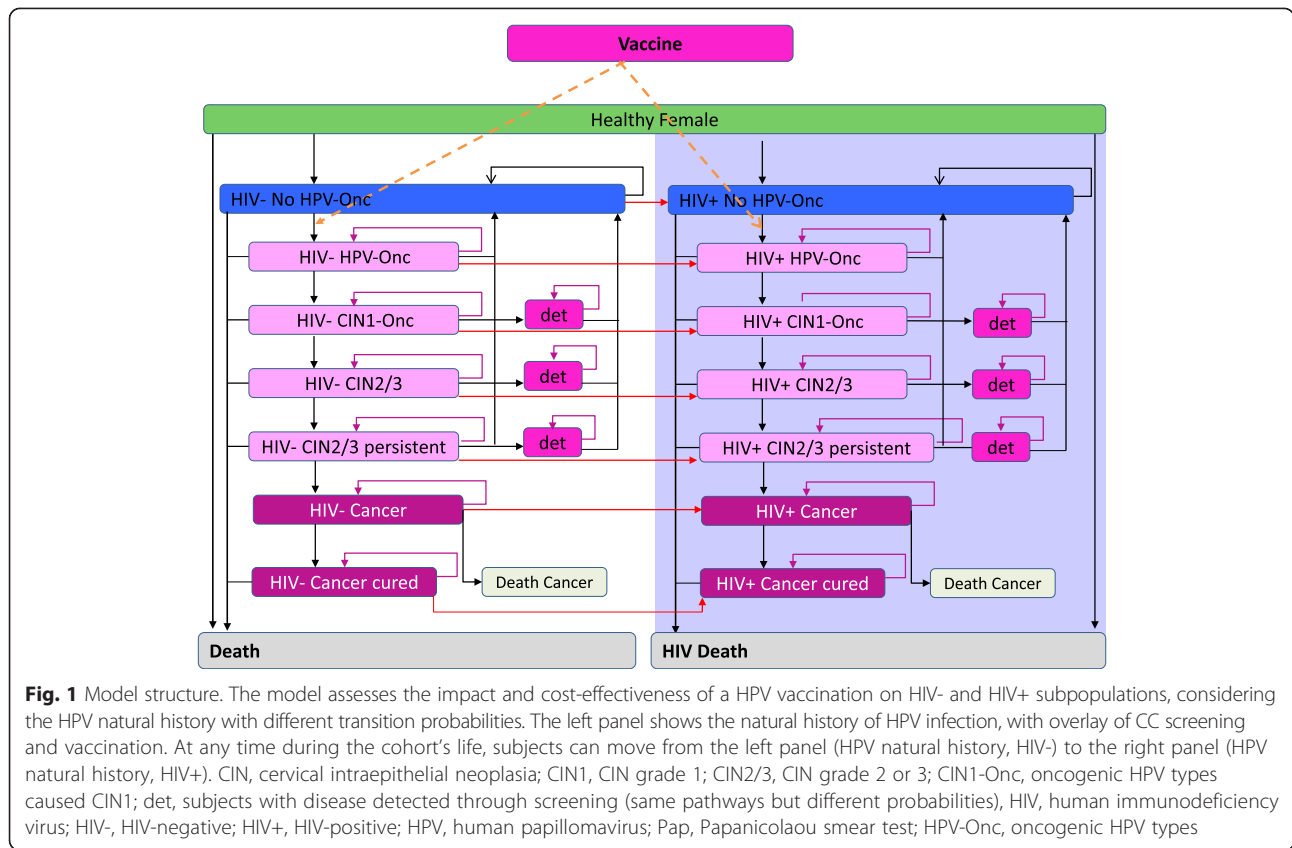 Vaccine
Healthy Female
HIV- No HPV-Onc
HIV+ No HPV-Onc
HIV- HPV-Onc
HIV+ HPV-Onc
HIV- CIN1-Onc
det
HIV+ CIN1-Onc
det
HIV- CIN2/3
det
HIV+ CIN2/3
det
HIV- CIN2/3 persistent
det
HIV+ CIN2/3 persistent
det
HIV- Cancer
HIV+ Cancer
HIV- Cancer cured
Death Cancer
HIV+ Cancer cured
Death Cancer
Death
HIV Death
Fig. 1 Model structure. The model assesses the impact and cost-effectiveness of a HPV vaccination on HIV- and HIV+ subpopulations, considering
the HPV natural history with different transition probabilities. The left panel shows the natural history of HPV infection, with overlay of CC screening
and vaccination. At any time during the cohort's life, subjects can move from the left panel (HPV natural history, HIV-) to the right panel (HPV
natural history, HIV+). CIN, cervical intraepithelial neoplasia; CIN1, CIN grade 1; CIN2/3, CIN grade 2 or 3; CIN1-Onc, oncogenic HPV types
caused CIN1; det, subjects with disease detected through screening (same pathways but different probabilities), HIV, human immunodeficiency
virus; HIV-, HIV-negative; HIV+, HIV-positive; HPV, human papillomavirus; Pap, Papanicolaou smear test; HPV-Onc, oncogenic HPV types